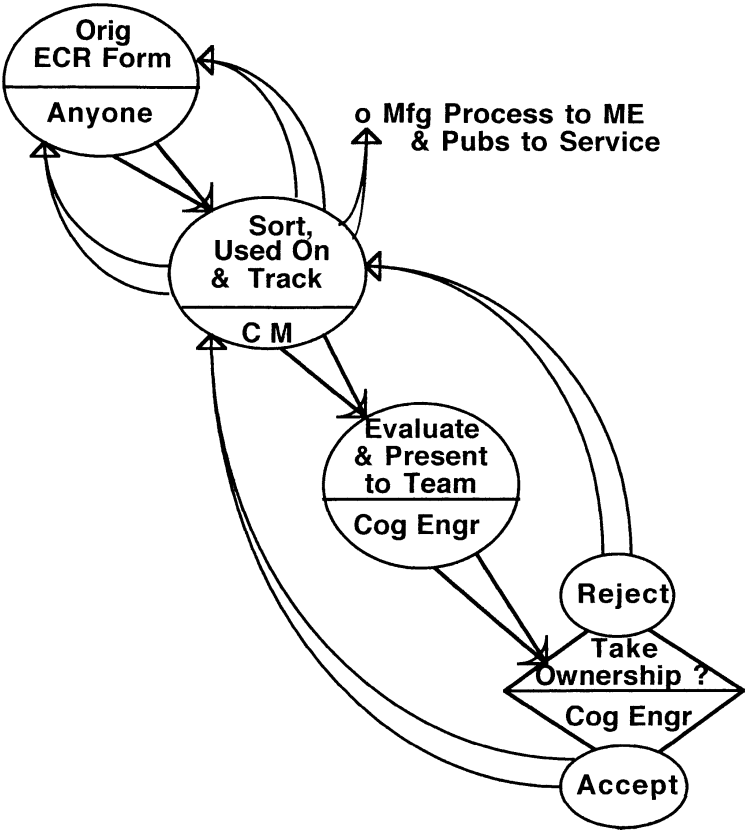 Orig
ECR Form
Anyone
o Mfg Process to ME
& Pubs to Service
Sort,
Used On
& Track
C M
Evaluate
& Present
to Team
Cog Engr
Reject
Take
Ownership ?
Cog Engr
Accept